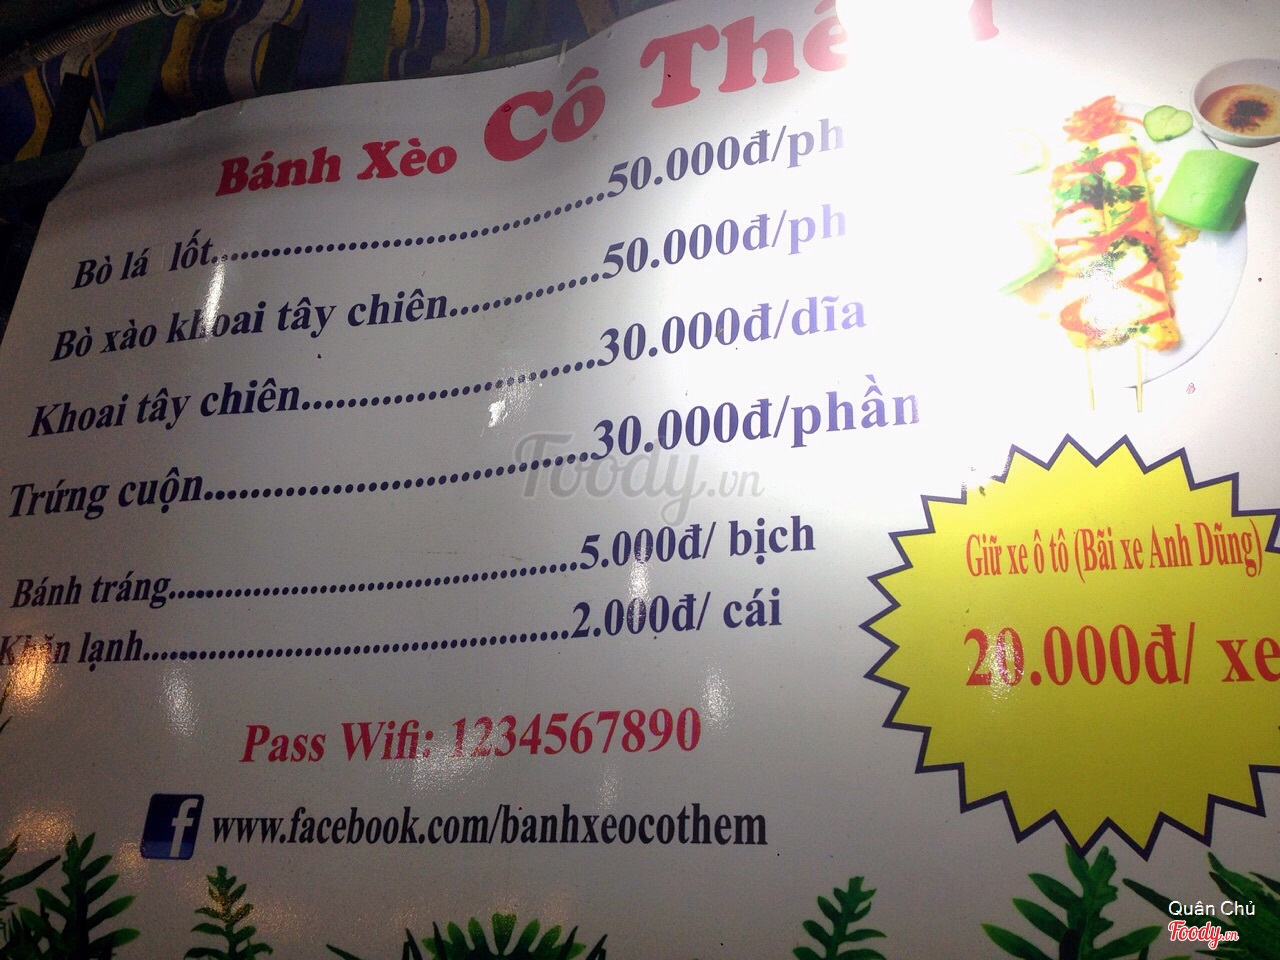 Bánh Xèo Cô
Bò lá lốt..........50.000đ/ph
Bò xào khoai tây chiên..........50.000đ/ph
Khoai tây chiên..........30.000đ/dĩa
Trứng cuộn..........30.000đ/phần
Bánh tráng..........5.000đ/ bịch
Khăn lạnh..........2.000đ/ cái
Pass Wifi: 1234567890
www.facebook.com/banhxeocothem
Giữ xe ô tô (Bãi xe Anh Dũng)
20.000đ/ xe
Foody.vn
Quân Chủ
Foody.vn